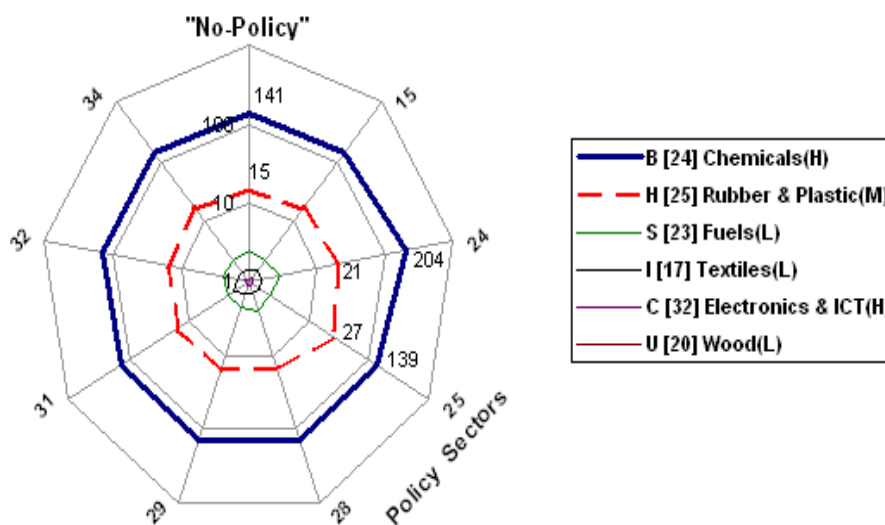 "No-Policy"
34
141
15
100
15
10
32
24
1
21
204
27
139
31
25
29
28
Policy Sectors
B [24] Chemicals(H)
H [25] Rubber & Plastic(M)
S [23] Fuels(L)
I [17] Textiles(L)
C [32] Electronics & ICT(H)
U [20] Wood(L)